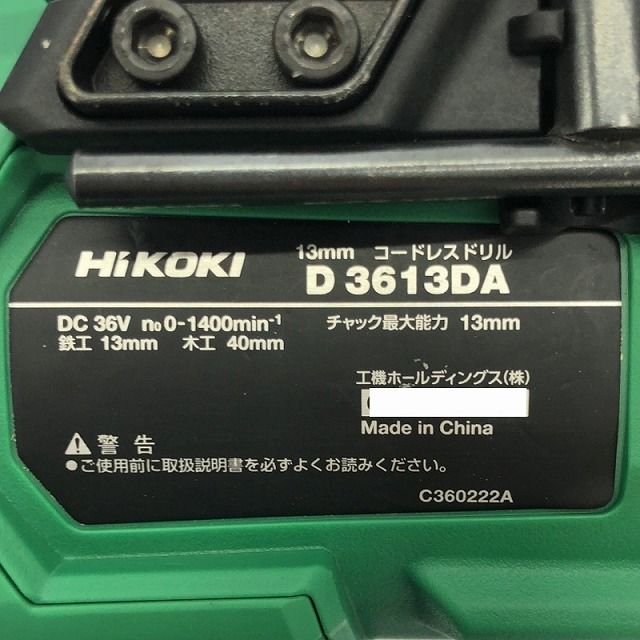 HiKOKI
13mm コードレスドリル
D 3613DA
DC 36V n₀ 0-1400min⁻¹ チャック最大能力 13mm
鉄工 13mm 木工 40mm
工機ホールディングス(株)
Made in China
警告
●ご使用前に取扱説明書を必ずよくお読みください。
C360222A